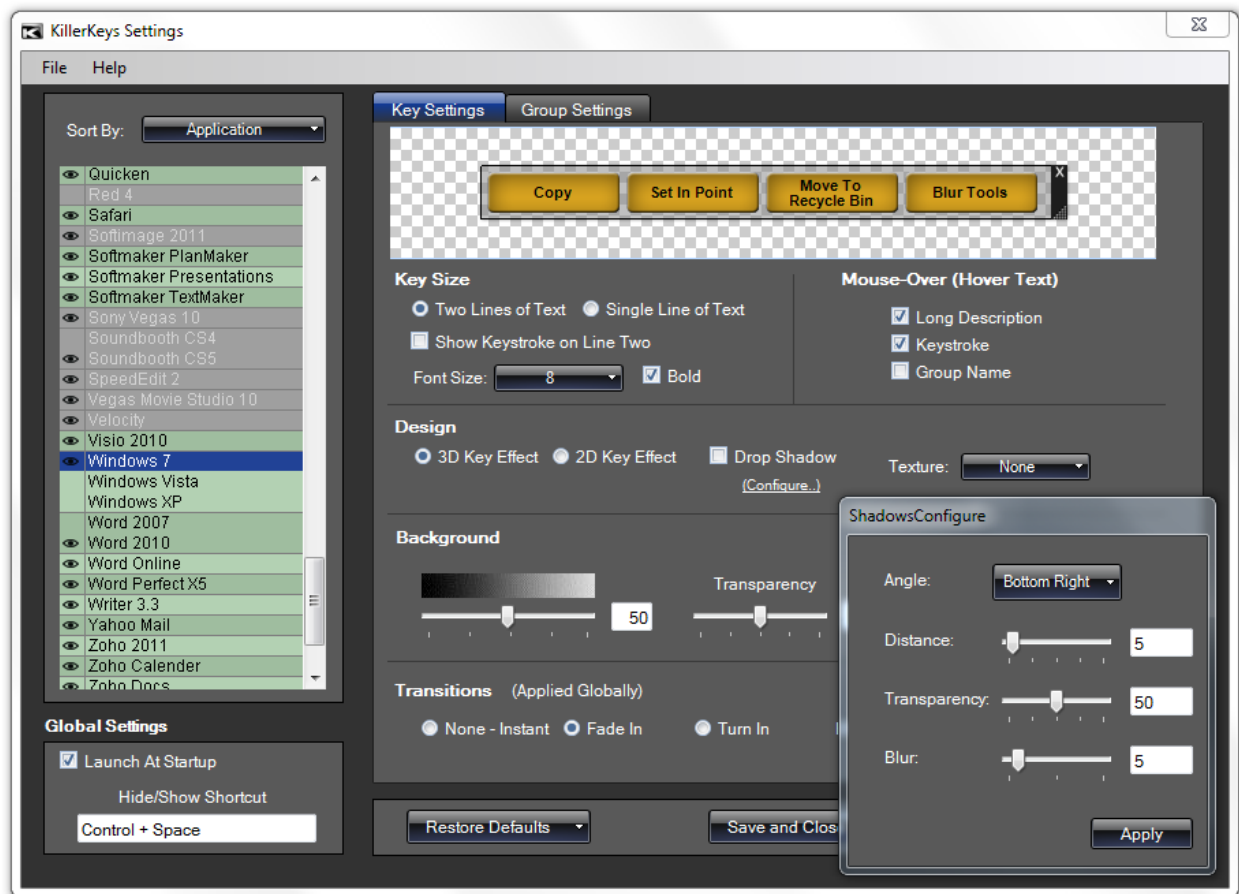 KillerKeys Settings
File Help
Sort By: Application
Quicken
Red 4
Safari
Softimage 2011
Softmaker PlanMaker
Softmaker Presentations
Softmaker TextMaker
Sony Vegas 10
Soundbooth CS4
Soundbooth CS5
SpeedEdit 2
Vegas Movie Studio 10
Velocity
Visio 2010
Windows 7
Windows Vista
Windows XP
Word 2007
Word 2010
Word Online
Word Perfect X5
Writer 3.3
Yahoo Mail
Zoho 2011
Zoho Calender
Zoho Docs
Global Settings
Launch At Startup
Hide/Show Shortcut
Control + Space
Key Settings Group Settings
Copy
Set In Point
Move To
Recycle Bin
Blur Tools
X
Key Size
Two Lines of Text Single Line of Text
Show Keystroke on Line Two
Font Size: 8 Bold
Mouse-Over (Hover Text)
Long Description
Keystroke
Group Name
Design
3D Key Effect 2D Key Effect Drop Shadow
(Configure..)
Texture: None
Background
50
Transparency
Transitions (Applied Globally)
None - Instant Fade In Turn In
Restore Defaults
Save and Clos
ShadowsConfigure
Angle: Bottom Right
Distance: 5
Transparency: 50
Blur: 5
Apply